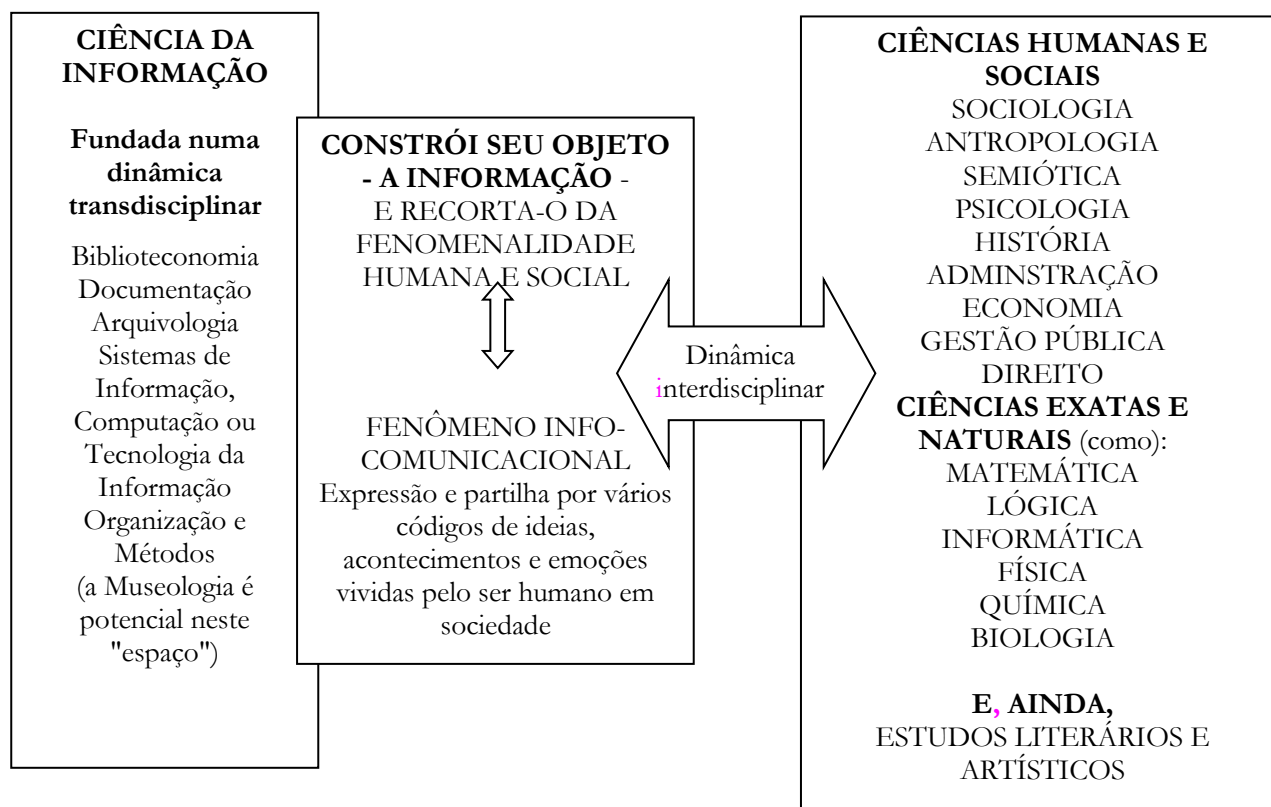 CIÊNCIA DA
INFORMAÇÃO
Fundada numa
dinâmica
transdisciplinar
Biblioteconomia
Documentação
Arquivologia
Sistemas de
Informação,
Computação ou
Tecnologia da
Informação
Organização e
Métodos
(a Museologia é
potencial neste
"espaço")
CONSTRÓI SEU OBJETO
- A INFORMAÇÃO -
E RECORTA-O DA
FENOMENALIDADE
HUMANA E SOCIAL
FENÔMENO INFO-
COMUNICACIONAL
Expressão e partilha por vários
códigos de ideias,
acontecimentos e emoções
vividas pelo ser humano em
sociedade
Dinâmica
interdisciplinar
CIÊNCIAS HUMANAS E
SOCIAIS
SOCIOLOGIA
ANTROPOLOGIA
SEMIÓTICA
PSICOLOGIA
HISTÓRIA
ADMINSTRAÇÃO
ECONOMIA
GESTÃO PÚBLICA
DIREITO
CIÊNCIAS EXATAS E
NATURAIS (como):
MATEMÁTICA
LÓGICA
INFORMÁTICA
FÍSICA
QUÍMICA
BIOLOGIA
E, AINDA,
ESTUDOS LITERÁRIOS E
ARTÍSTICOS